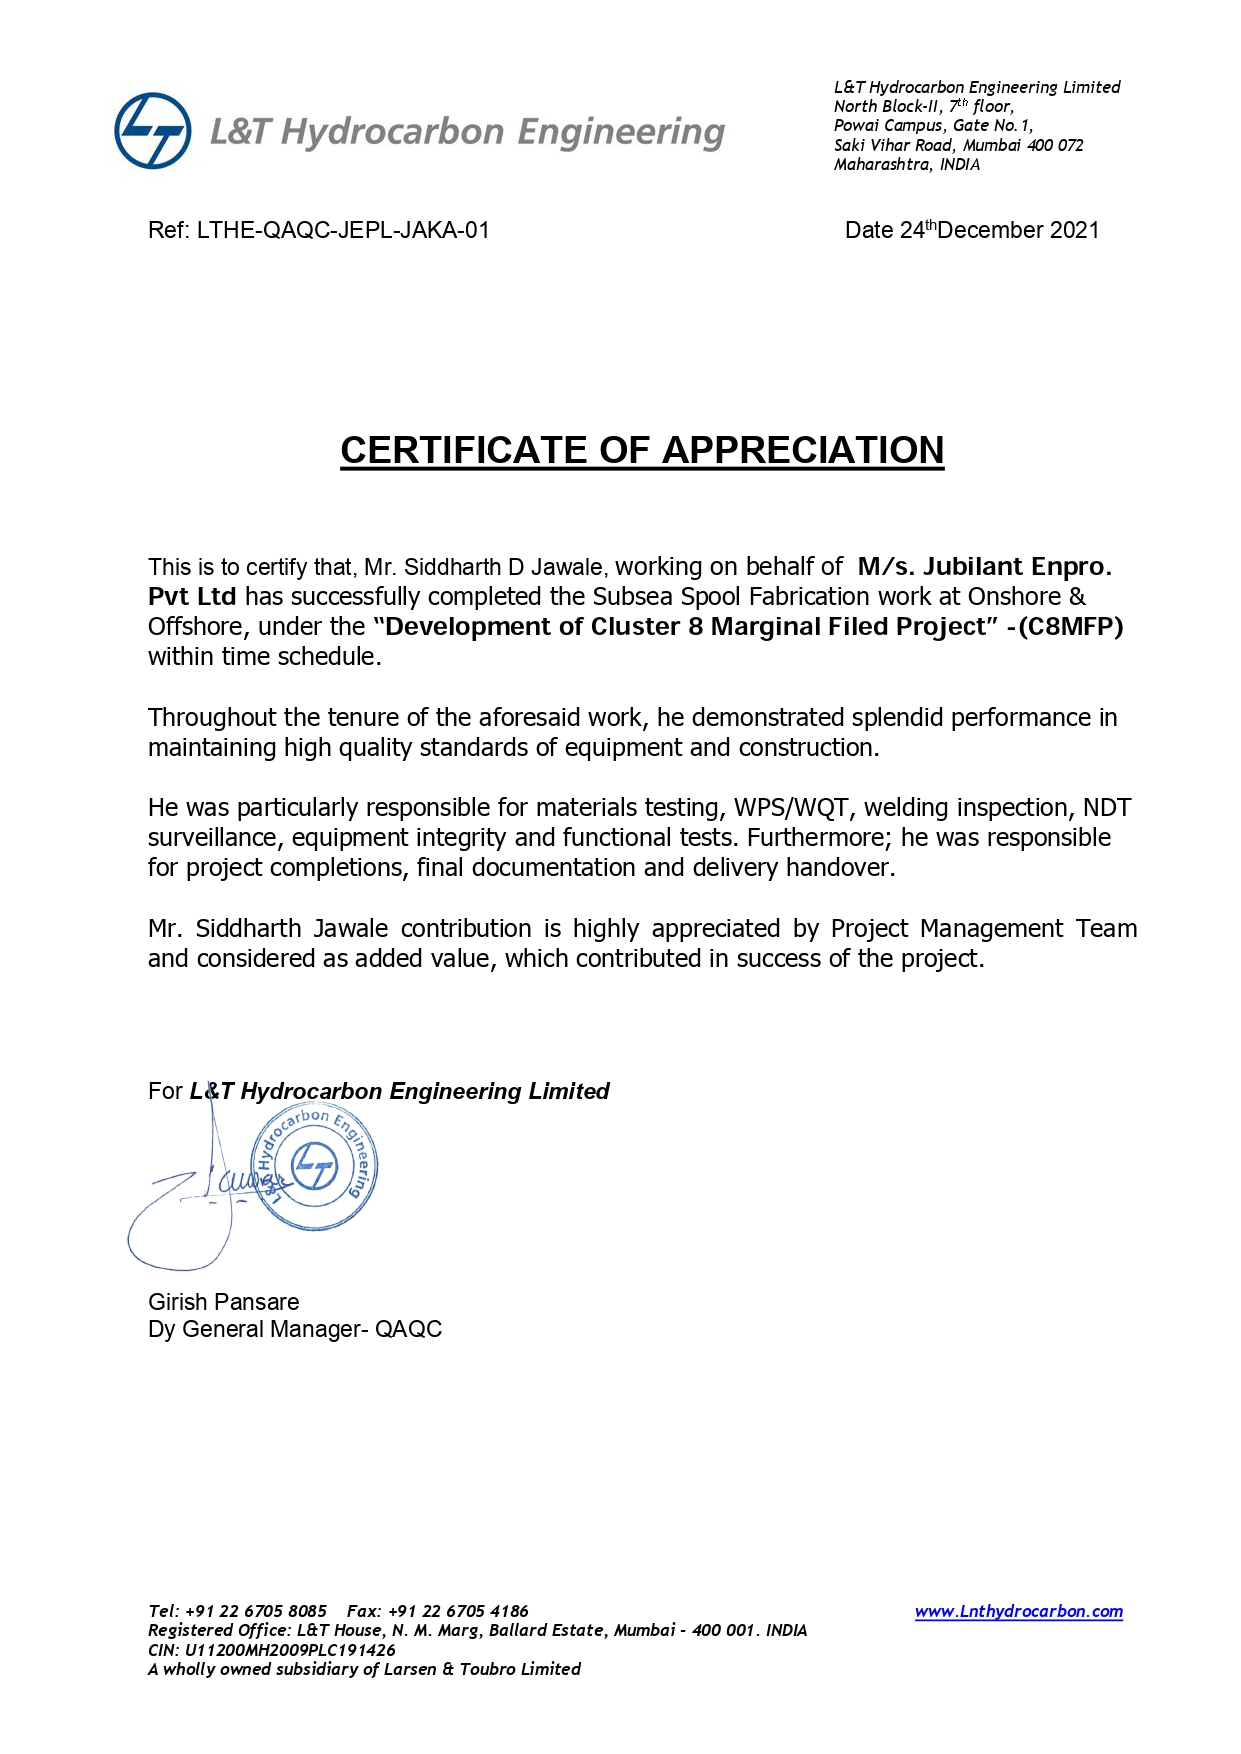 L&T Hydrocarbon Engineering
L&T Hydrocarbon Engineering Limited
North Block-II, 7th floor,
Powai Campus, Gate No.1,
Saki Vihar Road, Mumbai 400 072
Maharashtra, INDIA
Ref: LTHE-QAQC-JEPL-JAKA-01
Date 24thDecember 2021
CERTIFICATE OF APPRECIATION
This is to certify that, Mr. Siddharth D Jawale, working on behalf of M/s. Jubilant Enpro.
Pvt Ltd has successfully completed the Subsea Spool Fabrication work at Onshore &
Offshore, under the “Development of Cluster 8 Marginal Filed Project” -(C8MFP)
within time schedule.
Throughout the tenure of the aforesaid work, he demonstrated splendid performance in
maintaining high quality standards of equipment and construction.
He was particularly responsible for materials testing, WPS/WQT, welding inspection, NDT
surveillance, equipment integrity and functional tests. Furthermore; he was responsible
for project completions, final documentation and delivery handover.
Mr. Siddharth Jawale contribution is highly appreciated by Project Management Team
and considered as added value, which contributed in success of the project.
For L&T Hydrocarbon Engineering Limited
L&T Hydrocarbon Engineering
Girish Pansare
Dy General Manager- QAQC
Tel: +91 22 6705 8085 Fax: +91 22 6705 4186
www.Lnthydrocarbon.com
Registered Office: L&T House, N. M. Marg, Ballard Estate, Mumbai - 400 001. INDIA
CIN: U11200MH2009PLC191426
A wholly owned subsidiary of Larsen & Toubro Limited